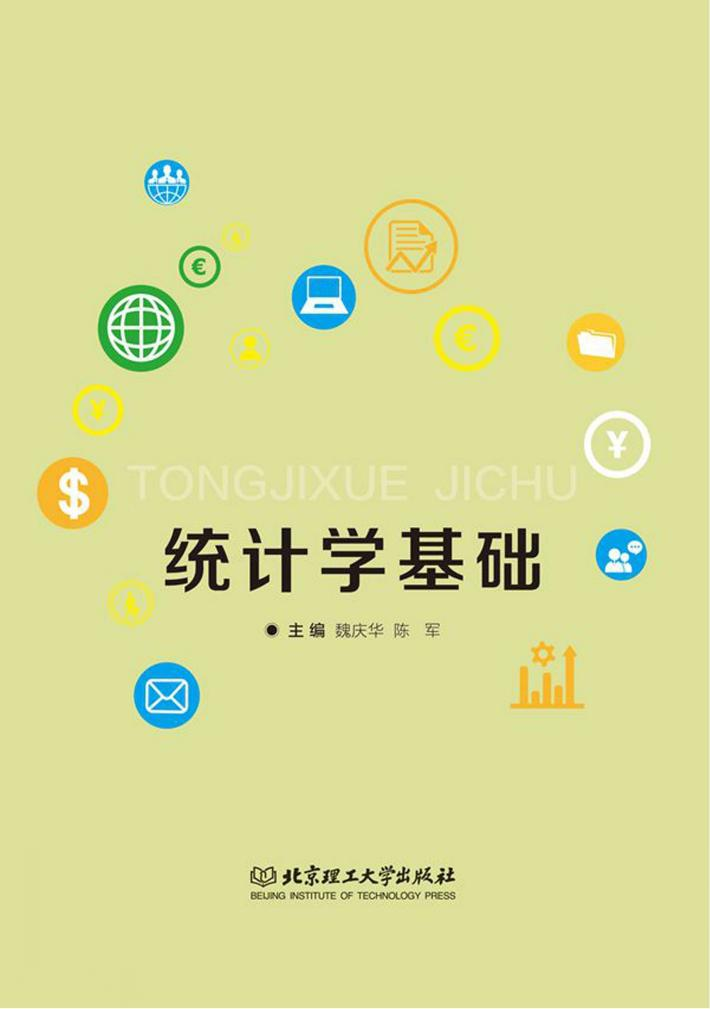 TONGJIXUE JICHU
统计学基础
主编 魏庆华 陈 军
北京理工大学出版社
BEIJING INSTITUTE OF TECHNOLOGY PRESS